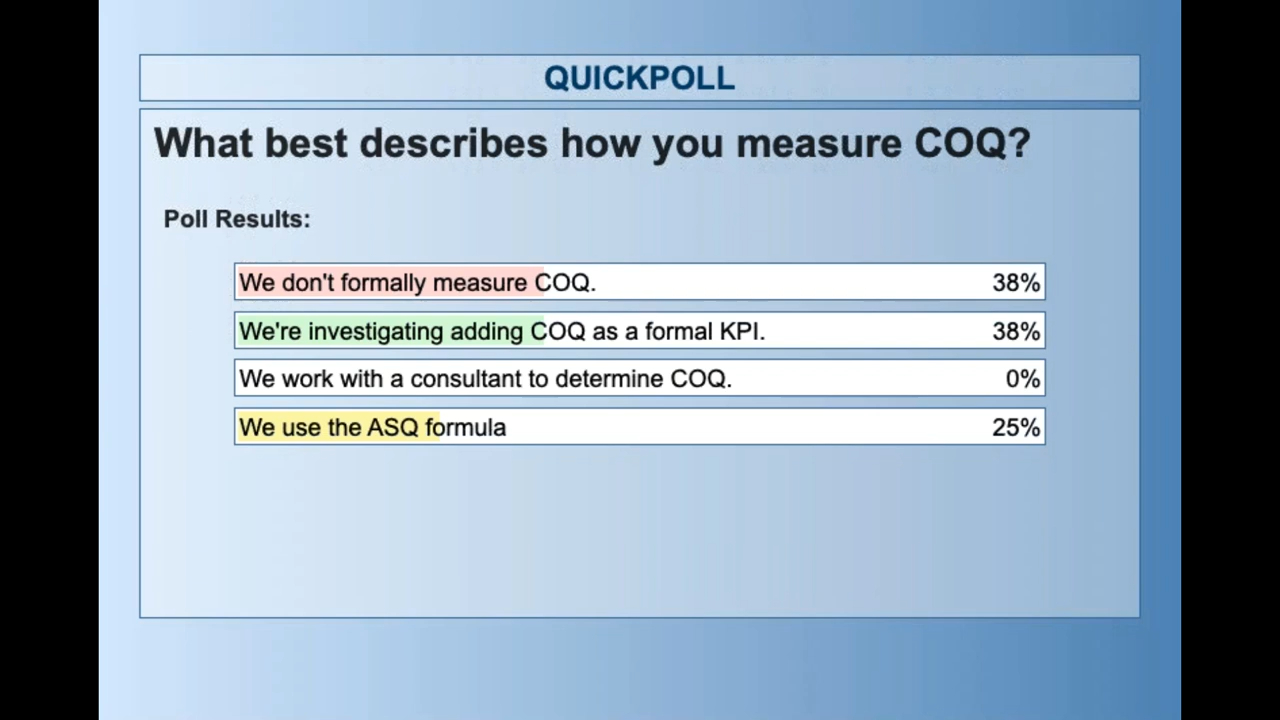 QUICKPOLL
What best describes how you measure COQ?
Poll Results:
We don't formally measure COQ. 38%
We're investigating adding COQ as a formal KPI. 38%
We work with a consultant to determine COQ. 0%
We use the ASQ formula 25%